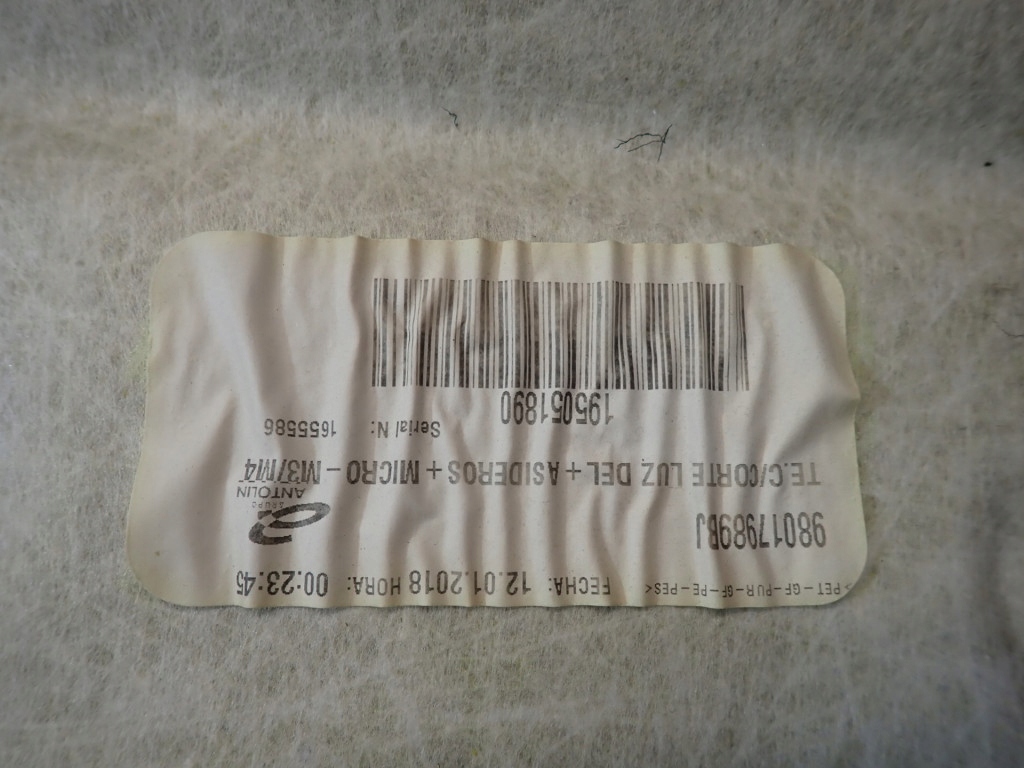 >PET-GF-PUR-GF-PE-PES< FECHA: 12.01.2018 HORA: 00:23:45
98017989BJ
GRUPO
ANTOLIN
TE.C/CORTE LUZ DEL + ASIDEROS + MICRO - M3/M4
Serial N: 1655586
195051890